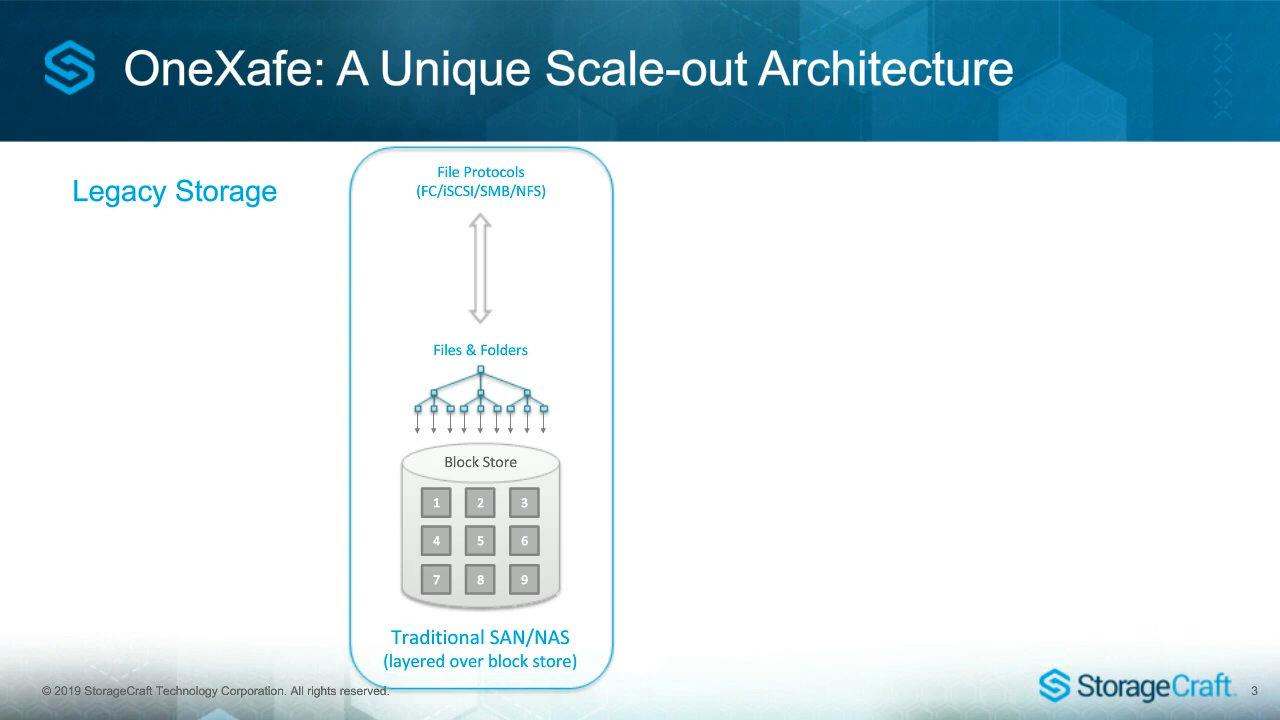 OneXafe: A Unique Scale-out Architecture
Legacy Storage
File Protocols
(FC/iSCSI/SMB/NFS)
Files & Folders
Block Store
1 2 3
4 5 6
7 8 9
Traditional SAN/NAS
(layered over block store)
© 2019 StorageCraft Technology Corporation. All rights reserved.
StorageCraft
3